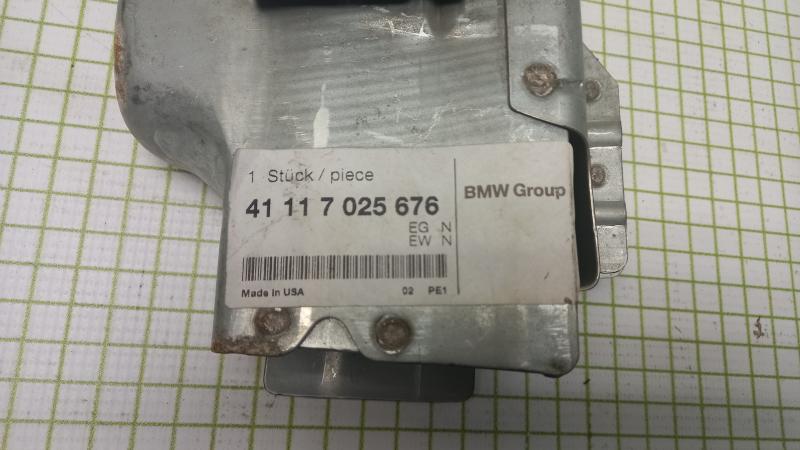 1 Stück / piece
BMW Group
41 11 7 025 676
EG N
EW N
Made in USA 02 PE1